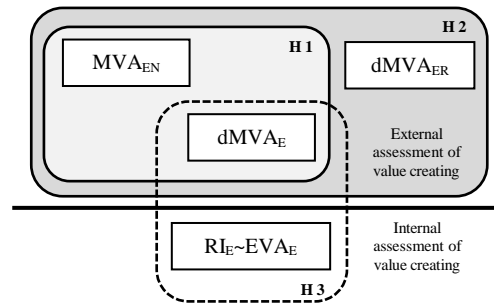 H 1
H 2
MVA_EN
dMVA_ER
dMVA_E
External
assessment of
value creating
RI_E~EVA_E
Internal
assessment of
value creating
H 3